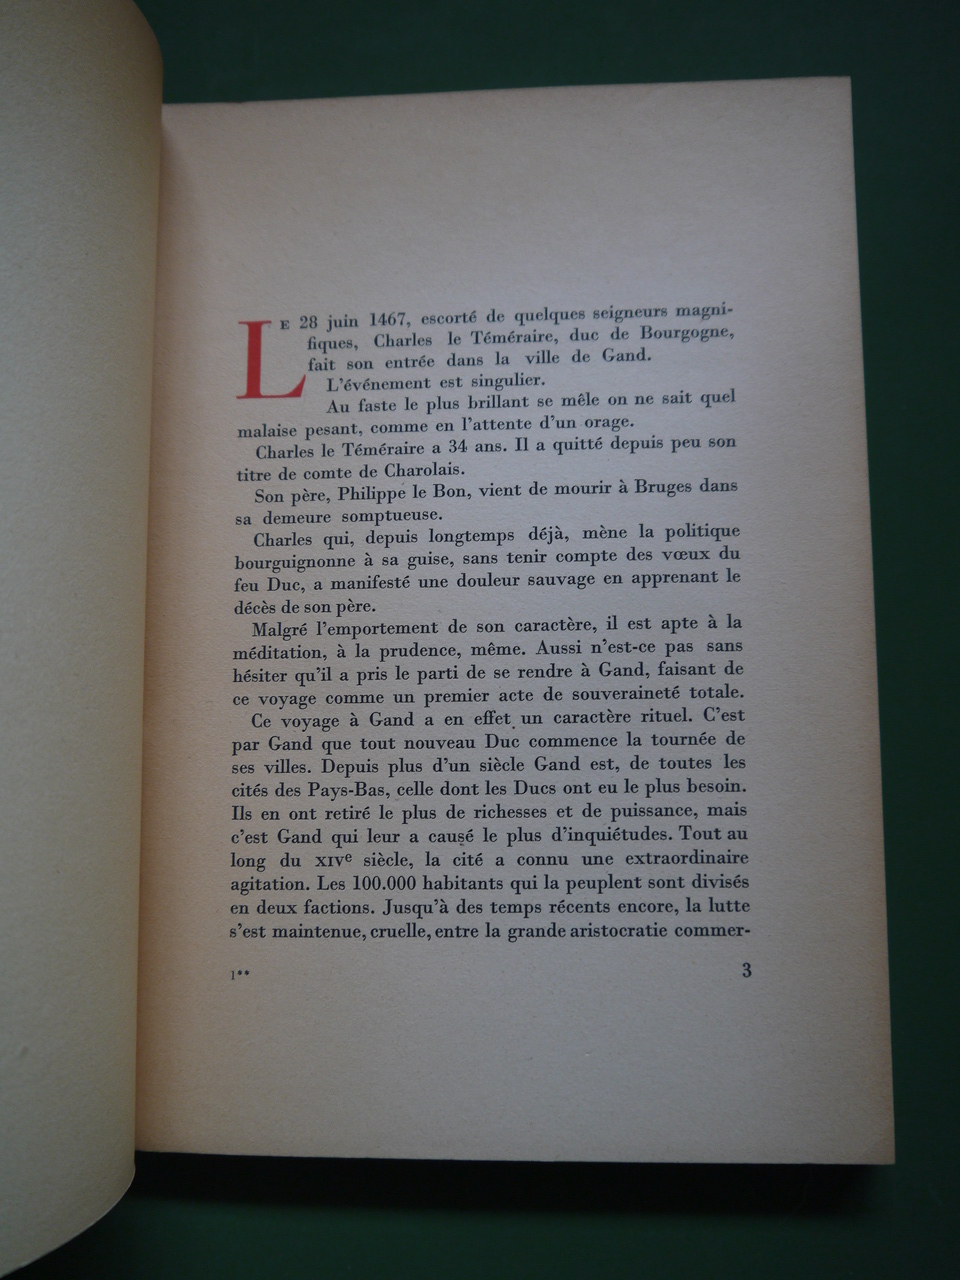 LE 28 juin 1467, escorté de quelques seigneurs magni-
fiques, Charles le Téméraire, duc de Bourgogne,
fait son entrée dans la ville de Gand.
L'événement est singulier.
Au faste le plus brillant se mêle on ne sait quel
malaise pesant, comme en l'attente d'un orage.
Charles le Téméraire a 34 ans. Il a quitté depuis peu son
titre de comte de Charolais.
Son père, Philippe le Bon, vient de mourir à Bruges dans
sa demeure somptueuse.
Charles qui, depuis longtemps déjà, mène la politique
bourguignonne à sa guise, sans tenir compte des vœux du
feu Duc, a manifesté une douleur sauvage en apprenant le
décès de son père.
Malgré l'emportement de son caractère, il est apte à la
méditation, à la prudence, même. Aussi n'est-ce pas sans
hésiter qu'il a pris le parti de se rendre à Gand, faisant de
ce voyage comme un premier acte de souveraineté totale.
Ce voyage à Gand a en effet un caractère rituel. C'est
par Gand que tout nouveau Duc commence la tournée de
ses villes. Depuis plus d'un siècle Gand est, de toutes les
cités des Pays-Bas, celle dont les Ducs ont eu le plus besoin.
Ils en ont retiré le plus de richesses et de puissance, mais
c'est Gand qui leur a causé le plus d'inquiétudes. Tout au
long du XIVe siècle, la cité a connu une extraordinaire
agitation. Les 100.000 habitants qui la peuplent sont divisés
en deux factions. Jusqu'à des temps récents encore, la lutte
s'est maintenue, cruelle, entre la grande aristocratie commer-
1** 3